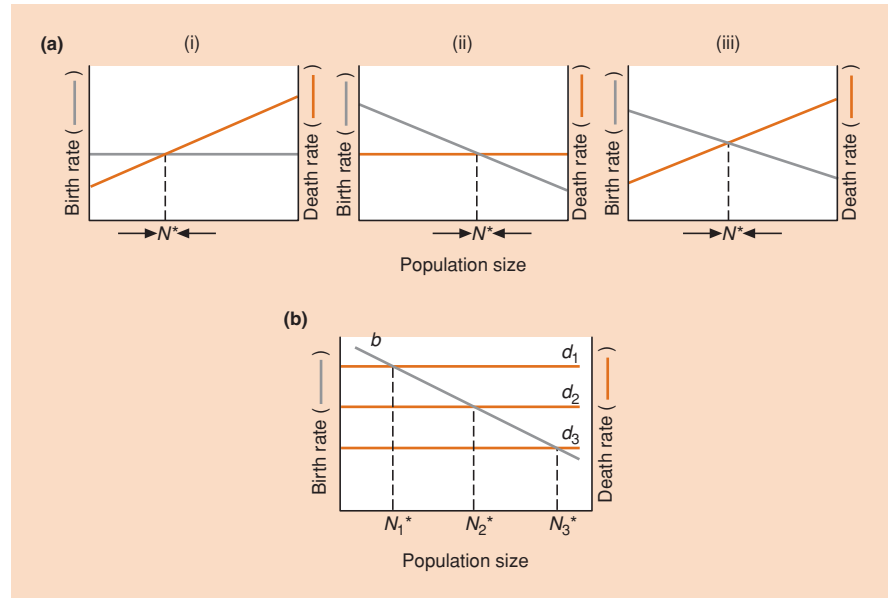 (a)
(i) (ii) (iii)
Birth rate ( ) Death rate ( )
Birth rate ( ) Death rate ( )
Birth rate ( ) Death rate ( )
N* N* N*
Population size
(b)
b
d1
d2
d3
Birth rate ( ) Death rate ( )
N1* N2* N3*
Population size